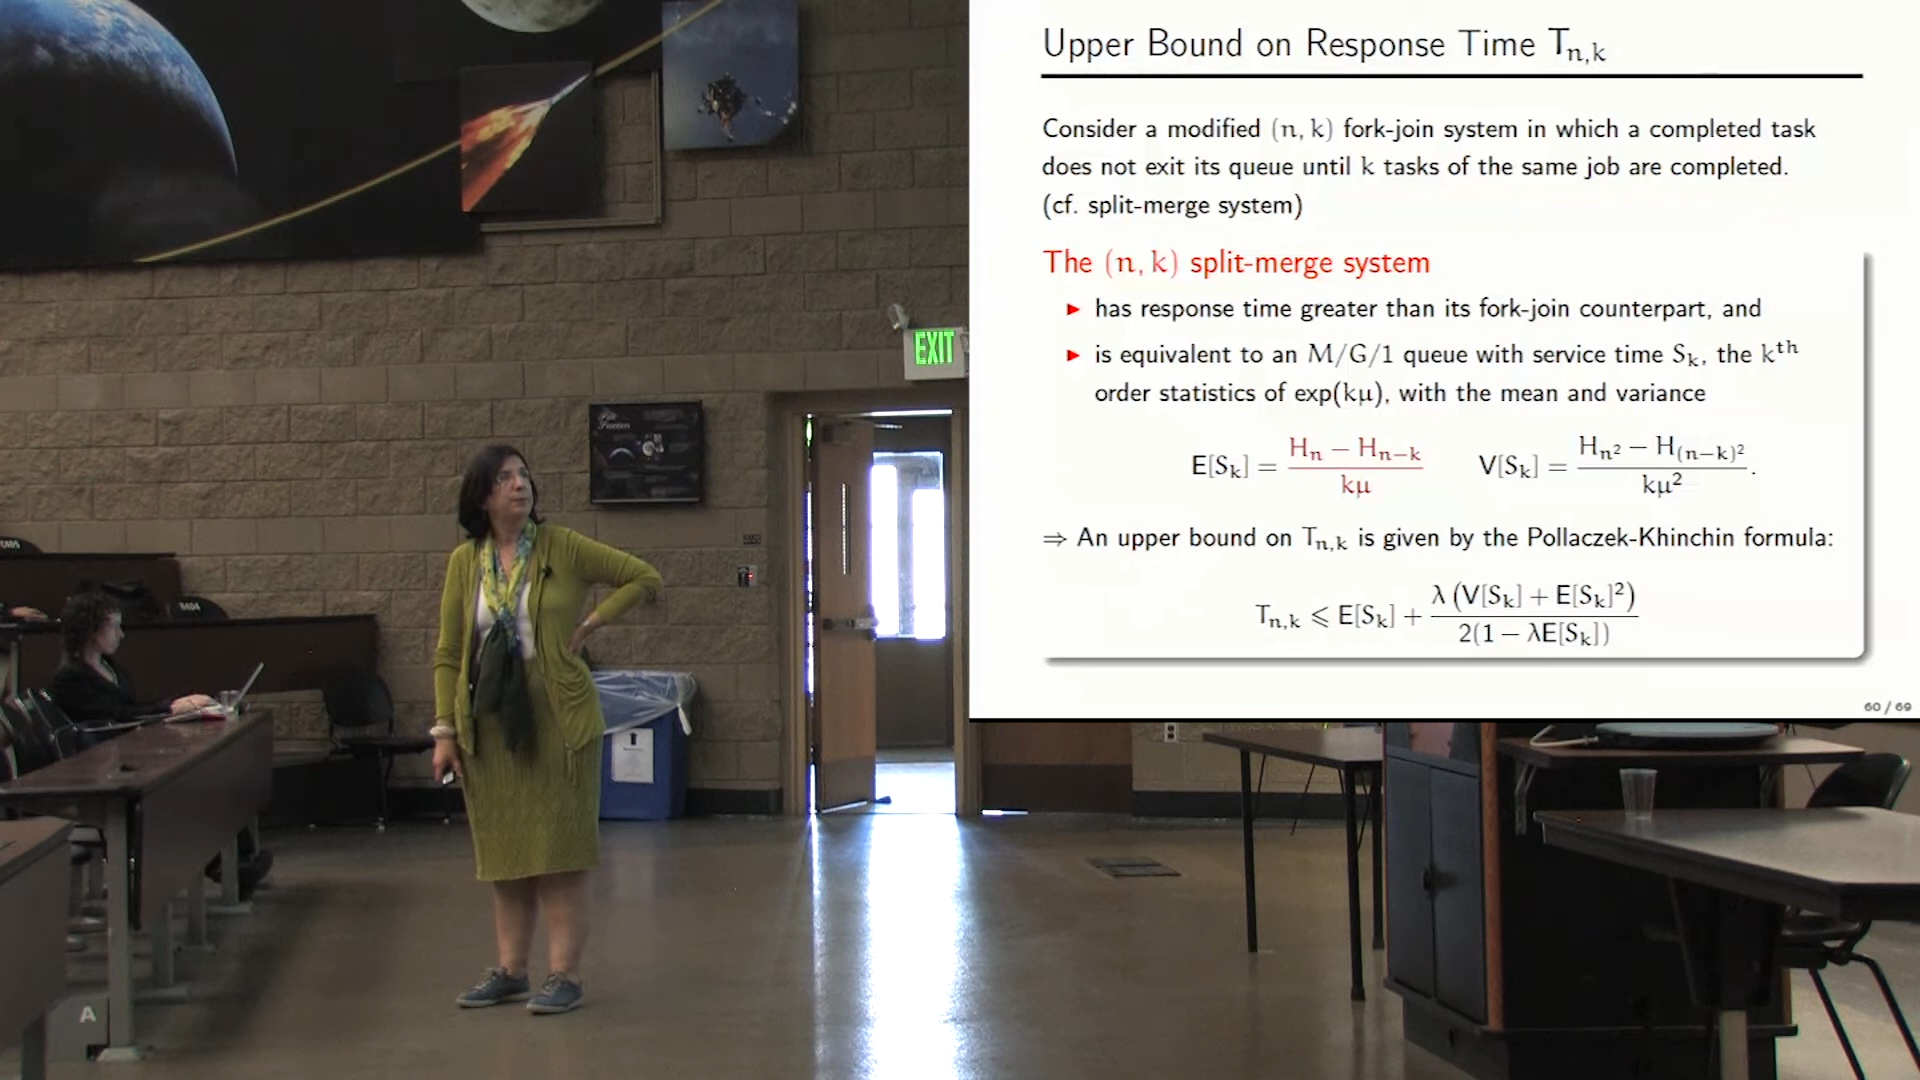 Upper Bound on Response Time Tₙ,ₖ
Consider a modified (n, k) fork-join system in which a completed task
does not exit its queue until k tasks of the same job are completed.
(cf. split-merge system)
The (n, k) split-merge system
▶ has response time greater than its fork-join counterpart, and
▶ is equivalent to an M/G/1 queue with service time Sₖ, the kᵗʰ
order statistics of exp(kμ), with the mean and variance
E[Sₖ] = (Hₙ − Hₙ₋ₖ) / kμ    V[Sₖ] = (H_{n²} − H_{(n−k)²}) / kμ².
⇒ An upper bound on Tₙ,ₖ is given by the Pollaczek-Khinchin formula:
Tₙ,ₖ ⩽ E[Sₖ] + λ (V[Sₖ] + E[Sₖ]²) / 2(1 − λE[Sₖ])
60 / 69
EXIT
A